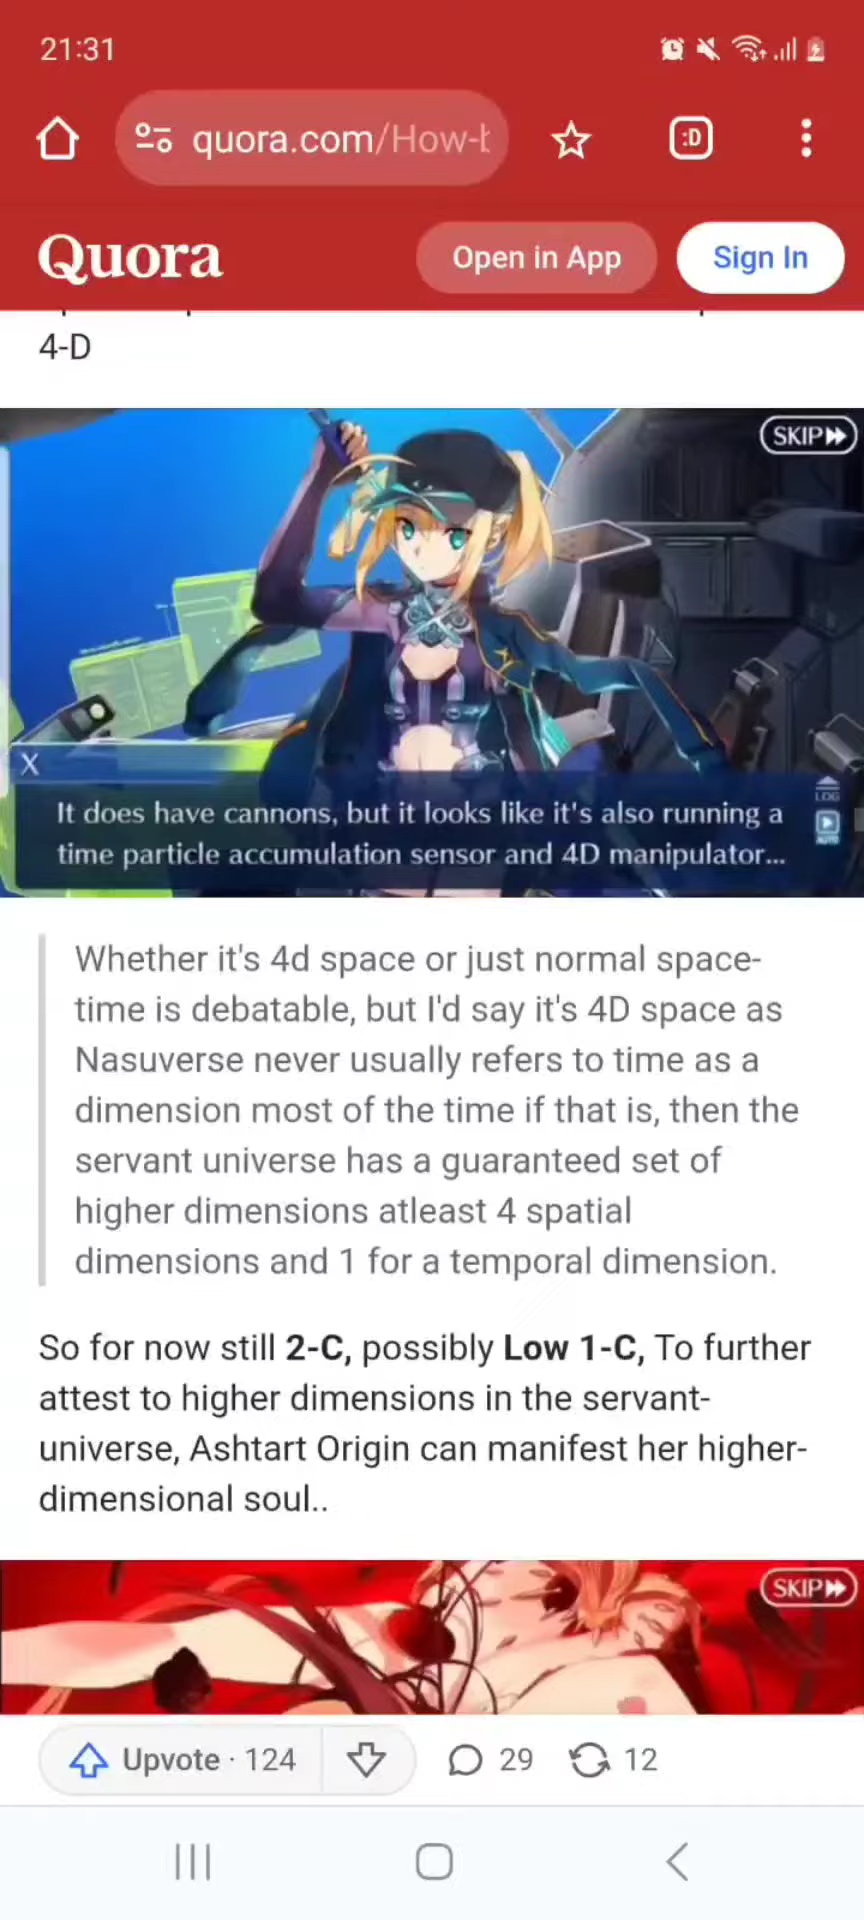 21:31
quora.com/How-t
:D
Quora
Open in App
Sign In
4-D
SKIP
X
LOG
It does have cannons, but it looks like it's also running a
time particle accumulation sensor and 4D manipulator...
AUTO
Whether it's 4d space or just normal space-
time is debatable, but I'd say it's 4D space as
Nasuverse never usually refers to time as a
dimension most of the time if that is, then the
servant universe has a guaranteed set of
higher dimensions atleast 4 spatial
dimensions and 1 for a temporal dimension.
So for now still 2-C, possibly Low 1-C, To further
attest to higher dimensions in the servant-
universe, Ashtart Origin can manifest her higher-
dimensional soul..
SKIP
Upvote · 124
29
12